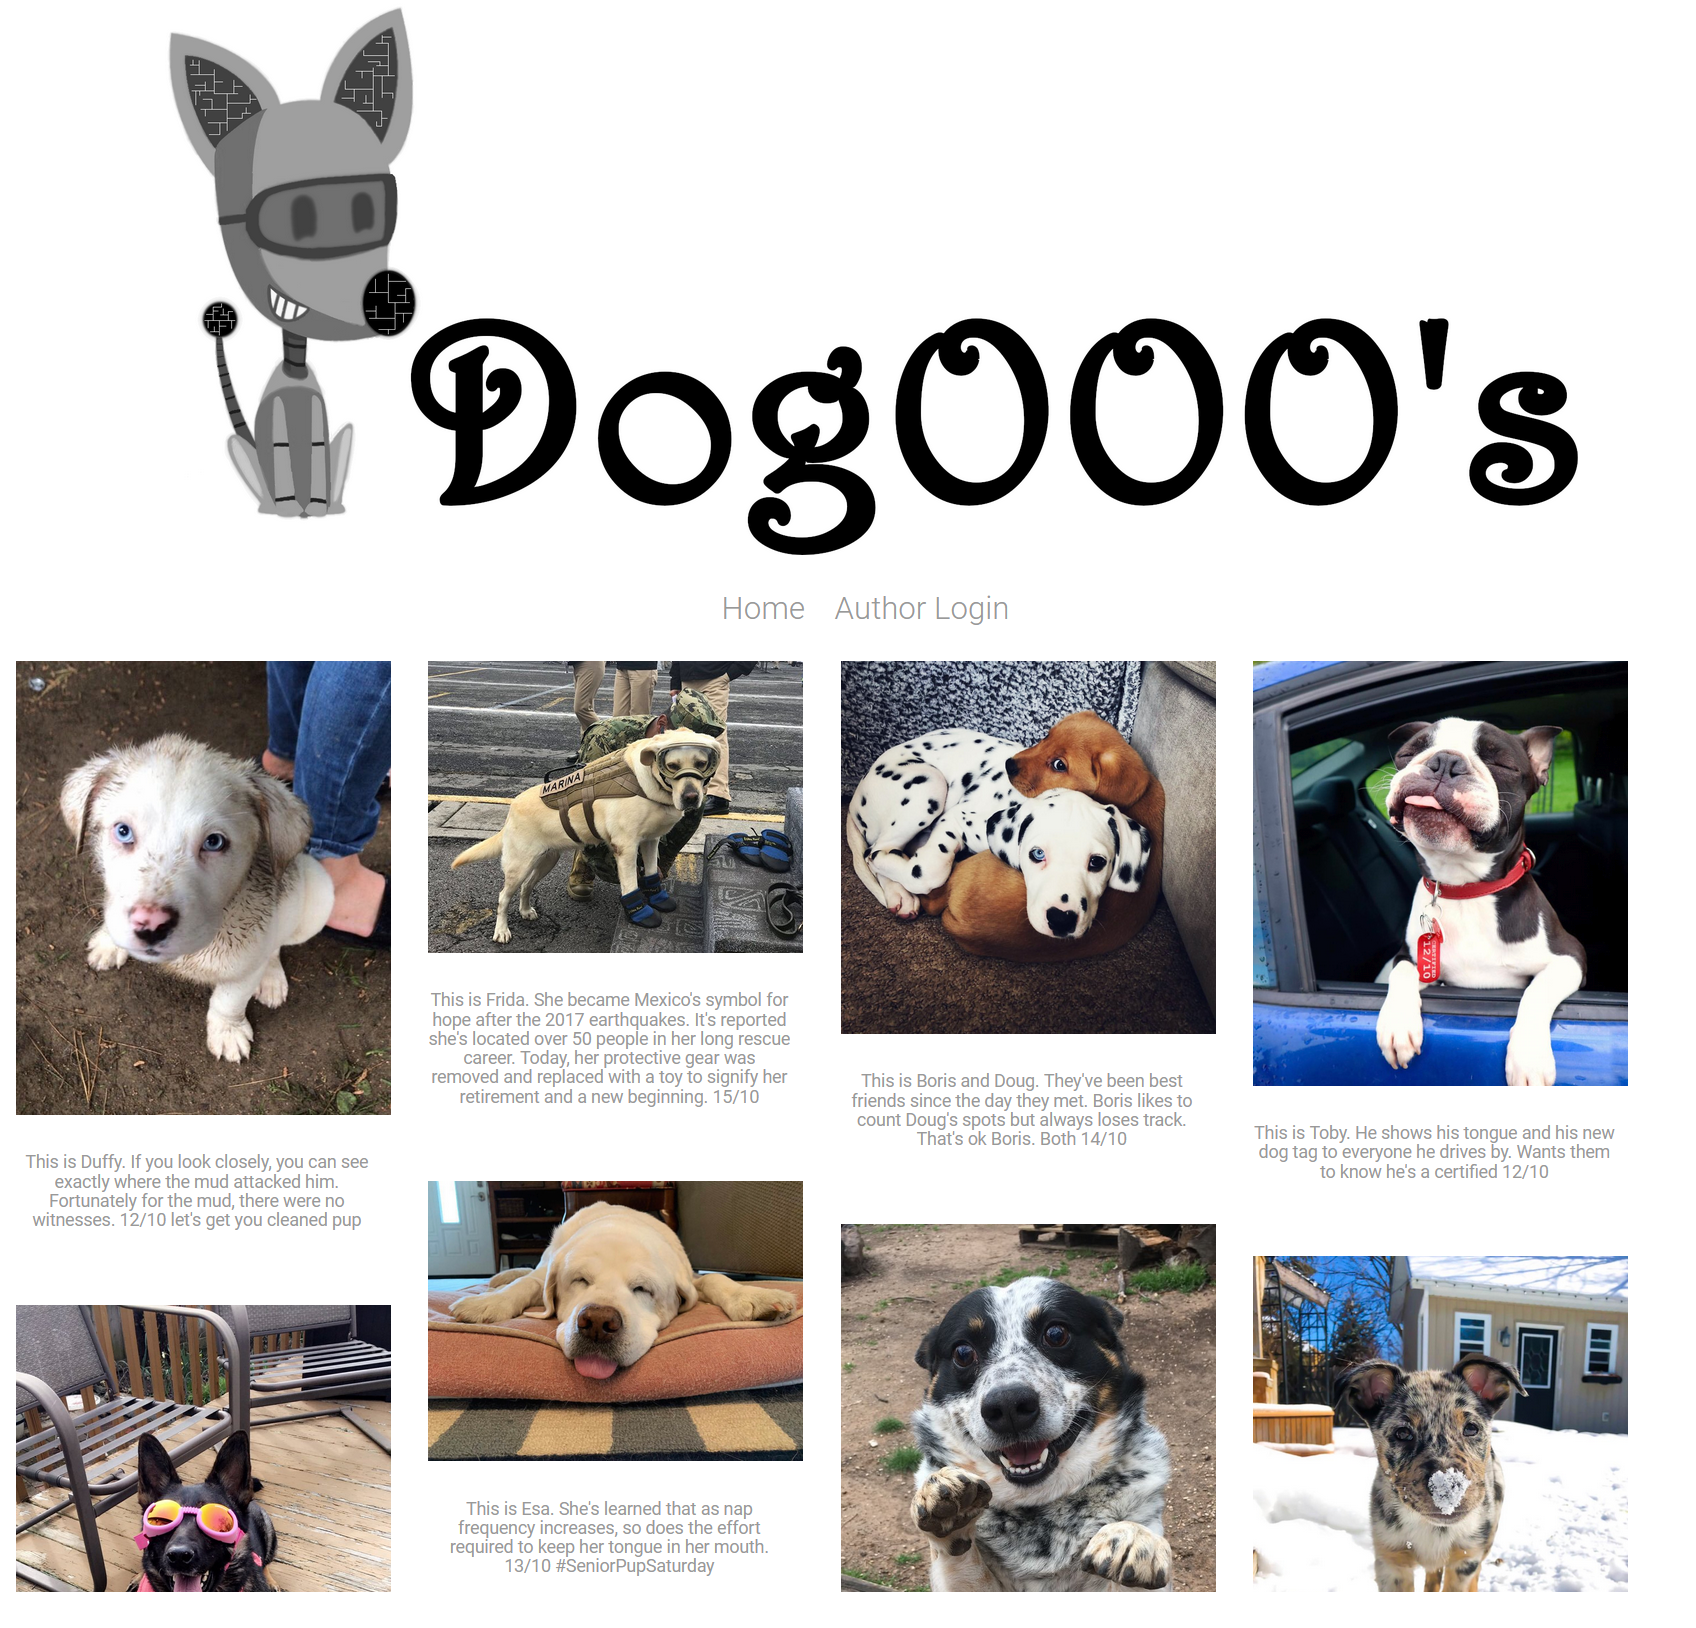 DogOOO's
Home Author Login
MARINA
12/10
This is Duffy. If you look closely, you can see
exactly where the mud attacked him.
Fortunately for the mud, there were no
witnesses. 12/10 let's get you cleaned pup
This is Frida. She became Mexico's symbol for
hope after the 2017 earthquakes. It's reported
she's located over 50 people in her long rescue
career. Today, her protective gear was
removed and replaced with a toy to signify her
retirement and a new beginning. 15/10
This is Boris and Doug. They've been best
friends since the day they met. Boris likes to
count Doug's spots but always loses track.
That's ok Boris. Both 14/10
This is Toby. He shows his tongue and his new
dog tag to everyone he drives by. Wants them
to know he's a certified 12/10
This is Esa. She's learned that as nap
frequency increases, so does the effort
required to keep her tongue in her mouth.
13/10 #SeniorPupSaturday